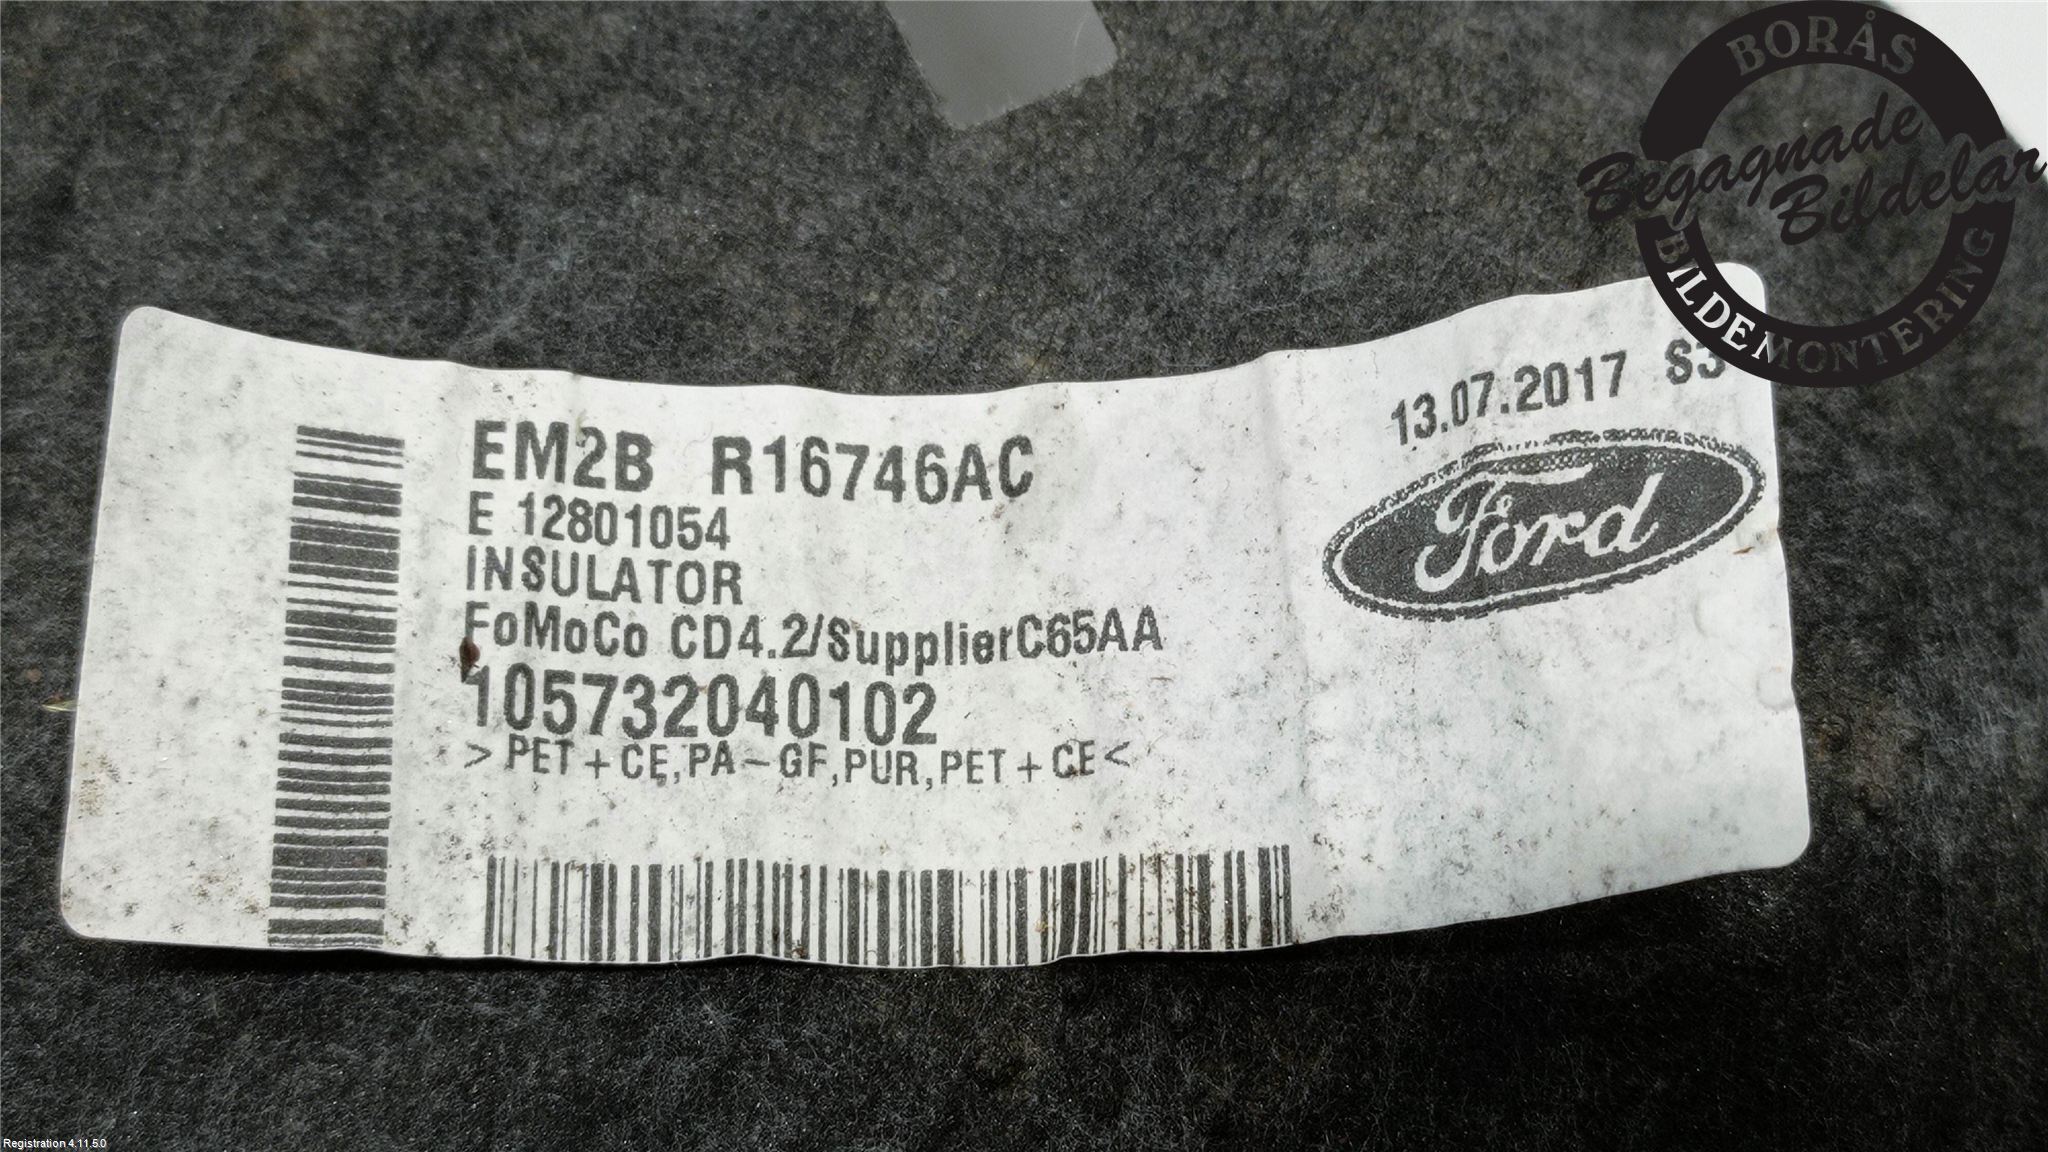 BORÅS
Begagnade
Bildelar
BILDEMONTERING
13.07.2017 S3
EM2B R16746AC
E 12801054
INSULATOR
FoMoCo CD4.2/SupplierC65AA
105732040102
>PET+CE,PA-GF,PUR,PET+CE<
Ford
Registration 4.11.5.0